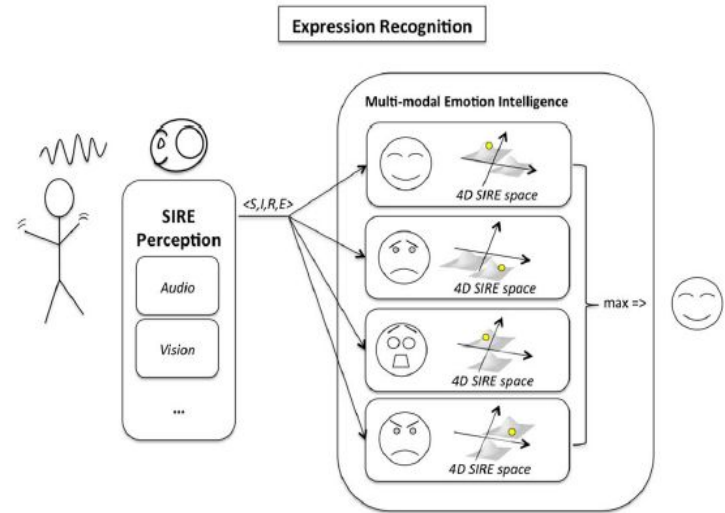 Expression Recognition
Multi-modal Emotion Intelligence
SIRE
Perception
Audio
Vision
...
<S,I,R,E>
4D SIRE space
4D SIRE space
4D SIRE space
4D SIRE space
max =>